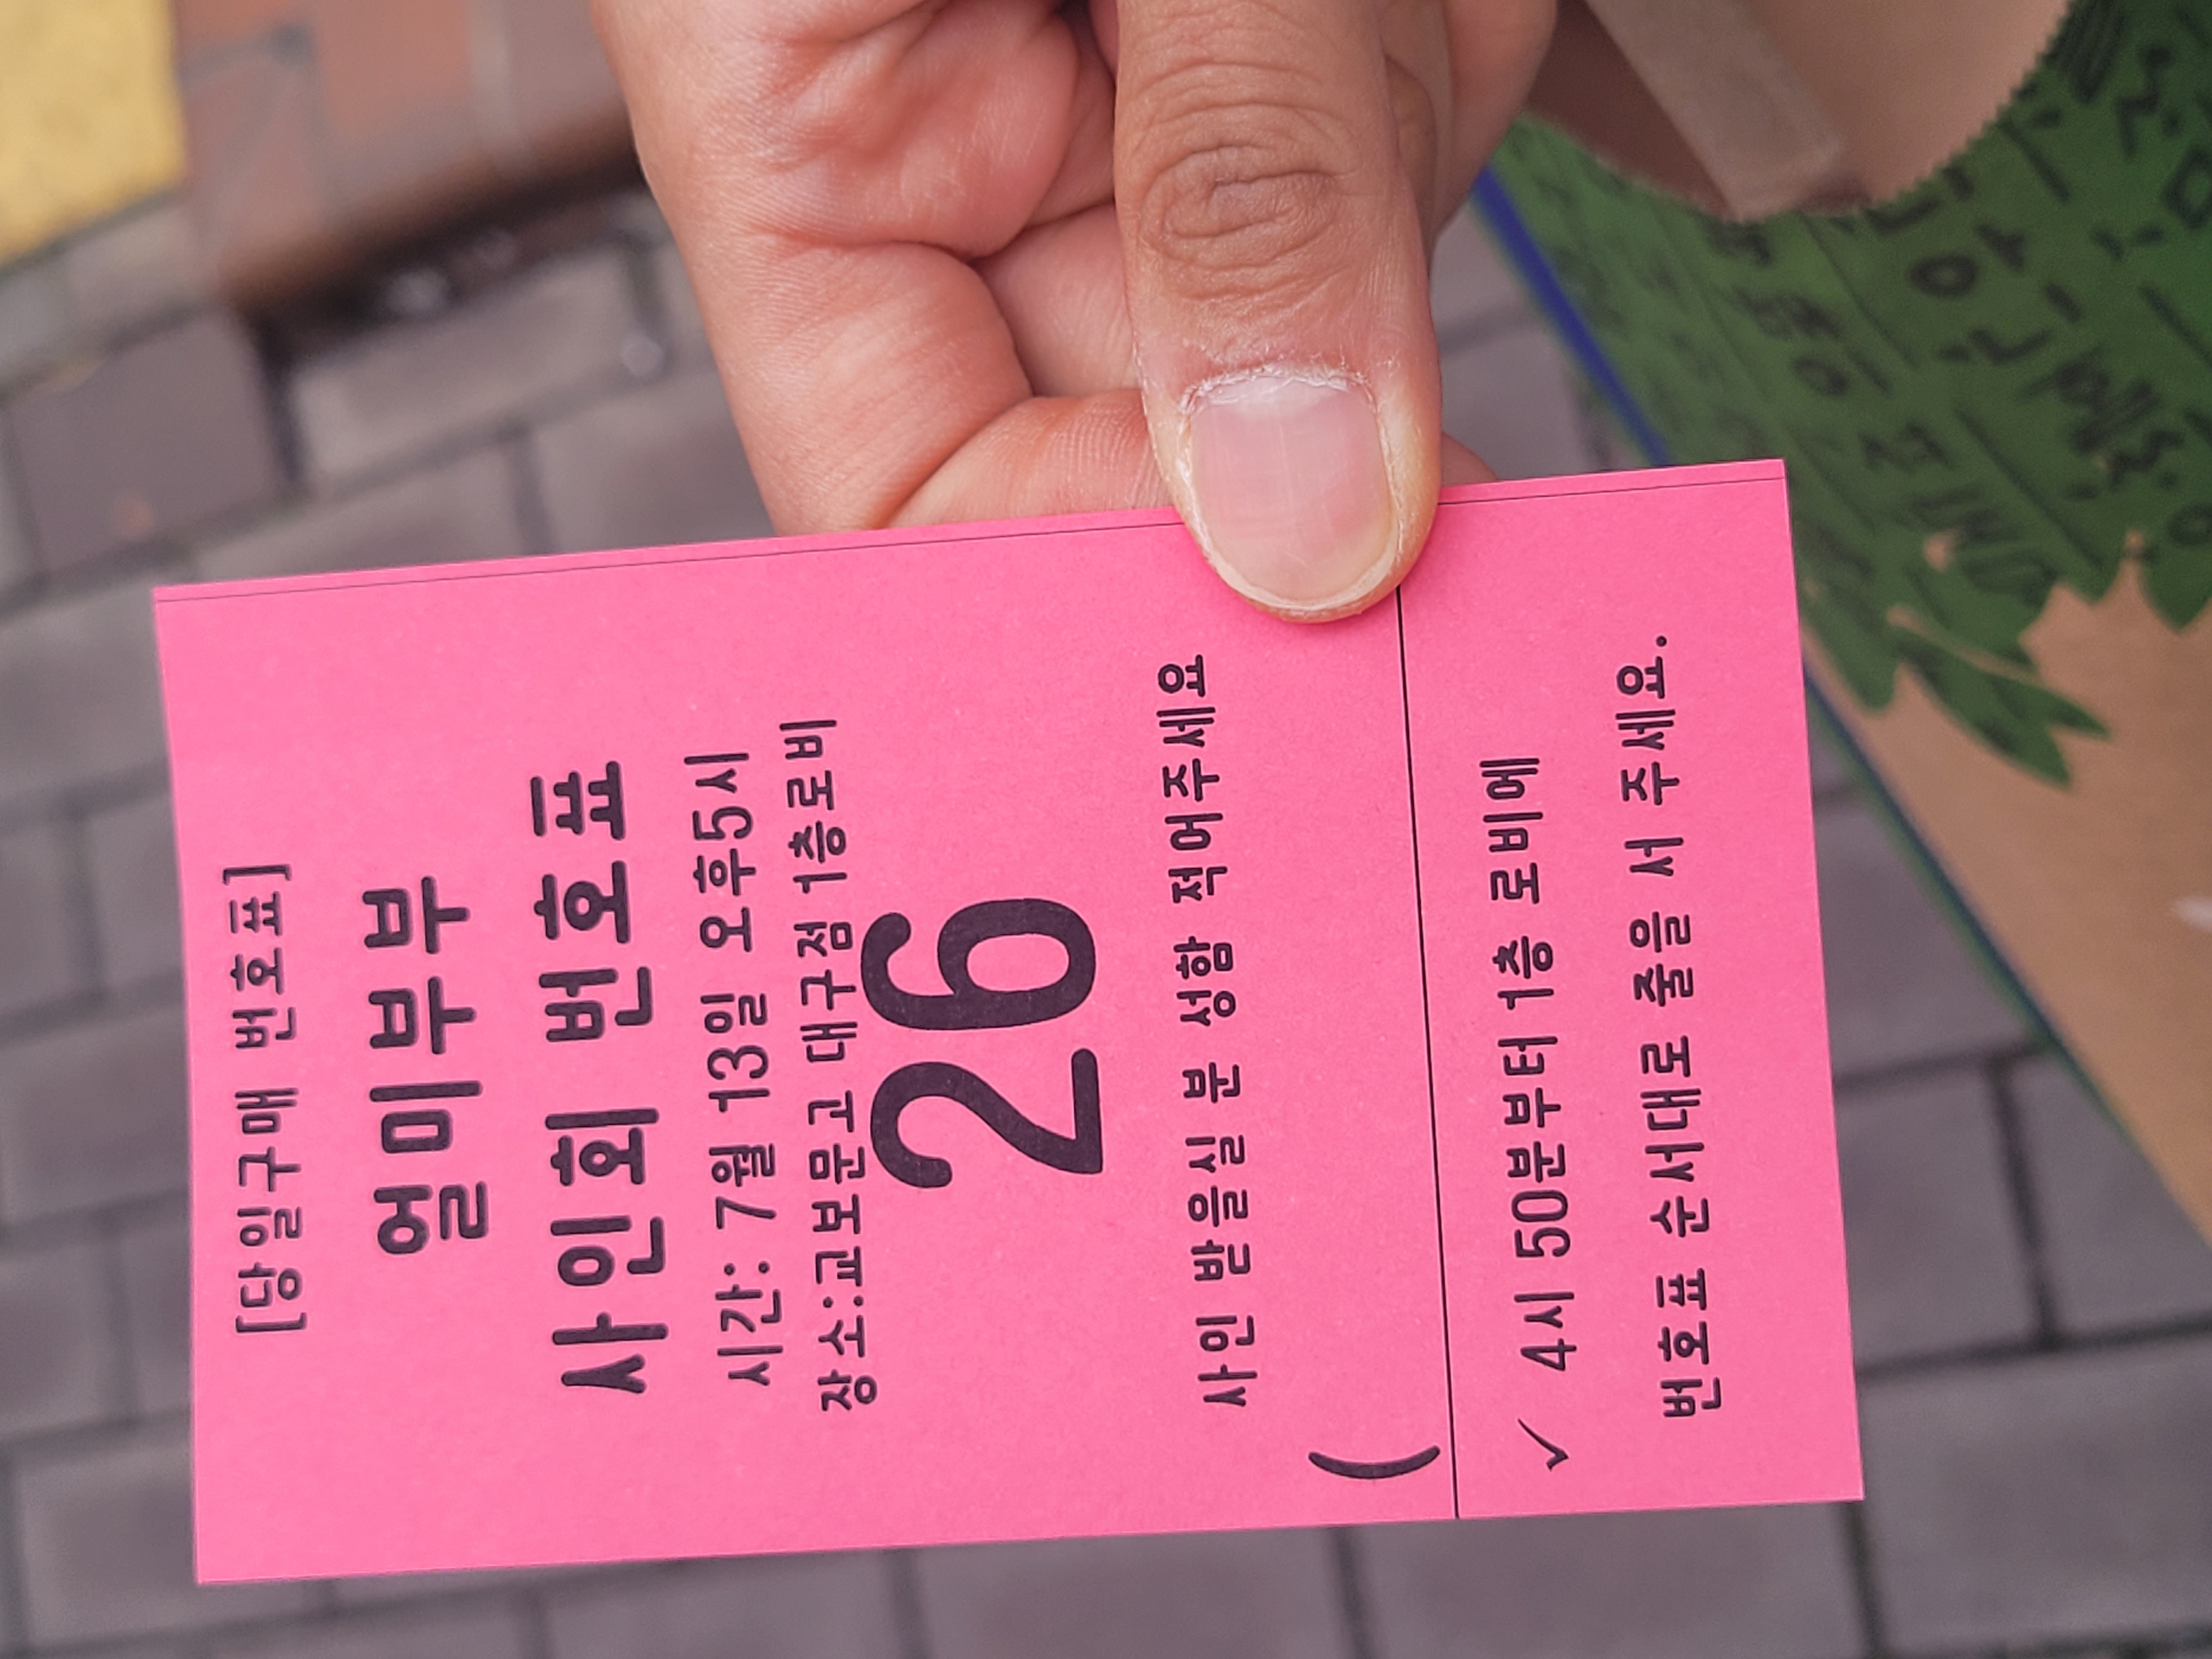 [당일구매 번호표]
얼미부부
사인회 번호표
시간: 7월 13일 오후5시
장소:교보문고 대구점 1층로비
26
사인 받을실 분 성함 적어주세요
(
✓ 4시 50분부터 1층 로비에
번호표 순서대로 줄을 서 주세요.